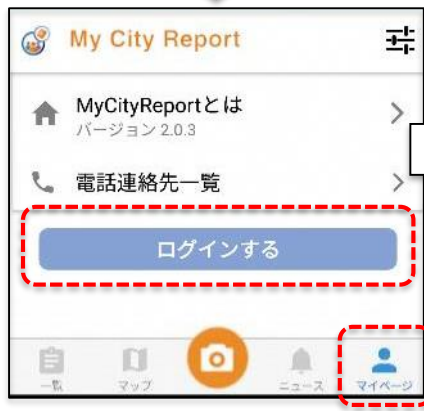 My City Report
MyCityReportとは
バージョン 2.0.3
電話連絡先一覧
ログインする
一覧
マップ
ニュース
マイページ